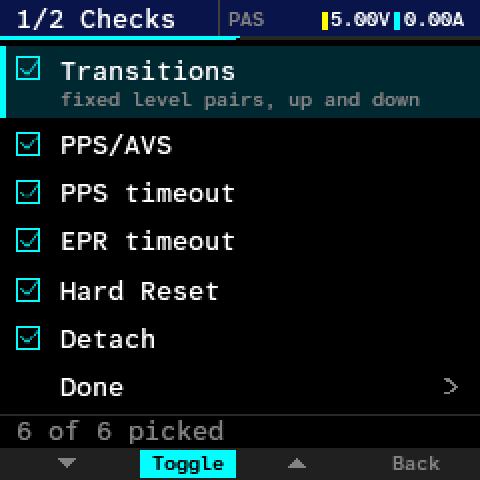 1/2 Checks PAS 5.00V 0.00A
Transitions
fixed level pairs, up and down
PPS/AVS
PPS timeout
EPR timeout
Hard Reset
Detach
Done
6 of 6 picked
Toggle Back